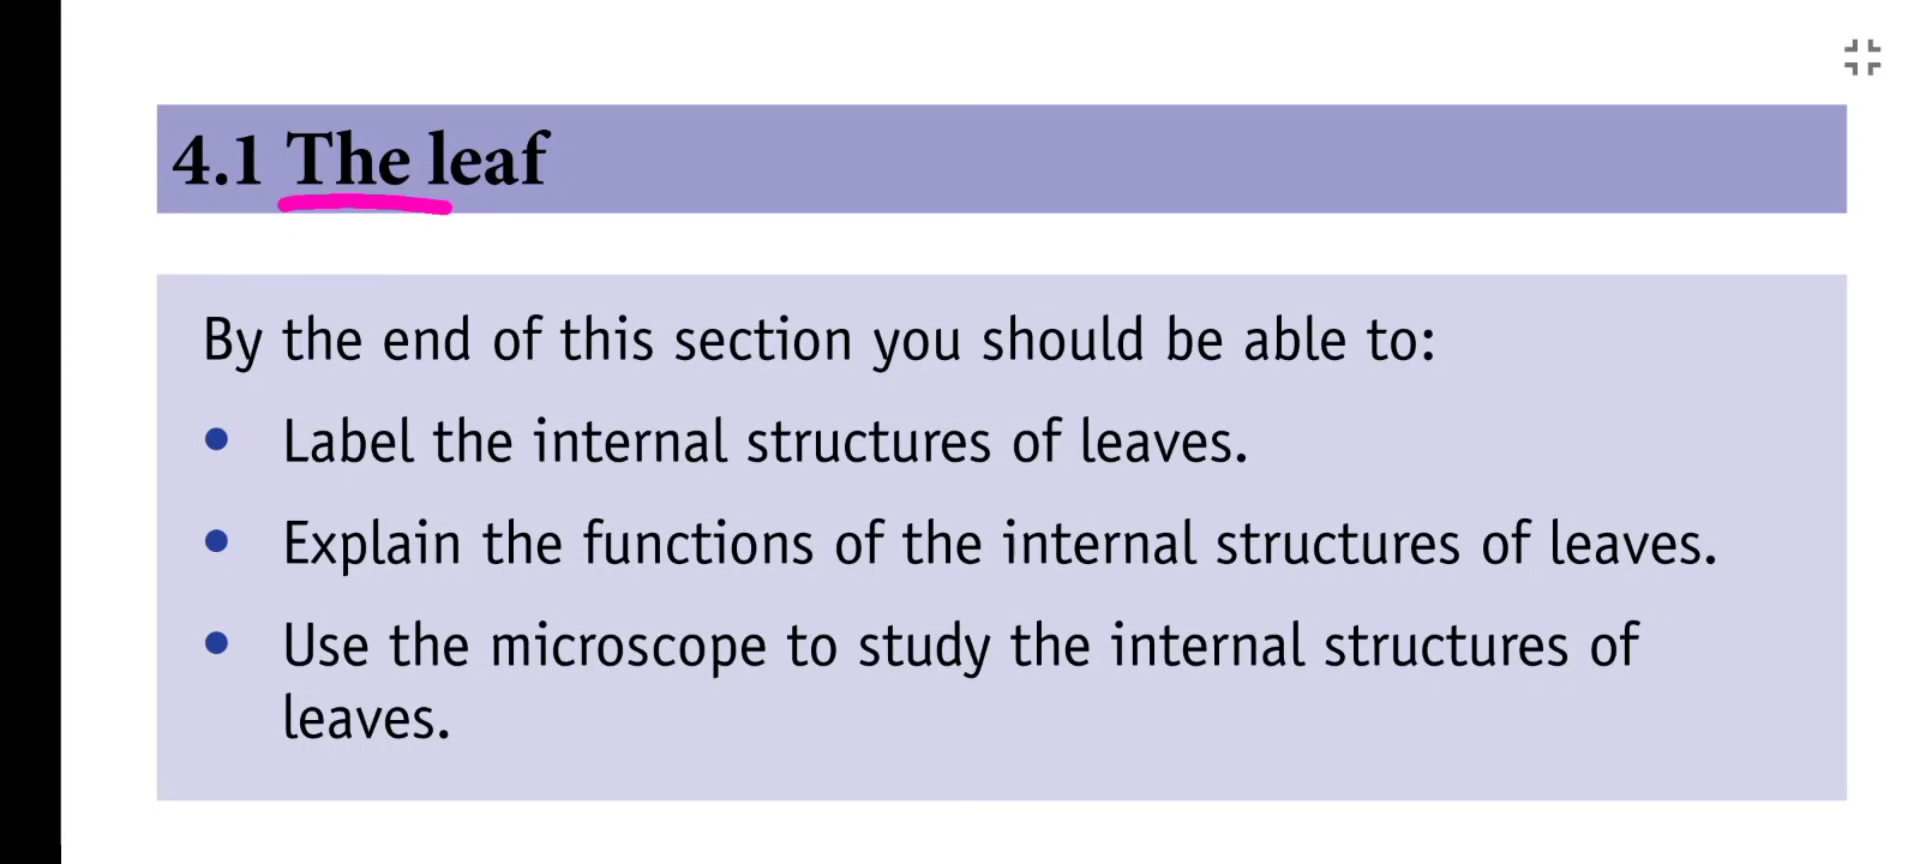 4.1 The leaf
By the end of this section you should be able to:
• Label the internal structures of leaves.
• Explain the functions of the internal structures of leaves.
• Use the microscope to study the internal structures of
leaves.